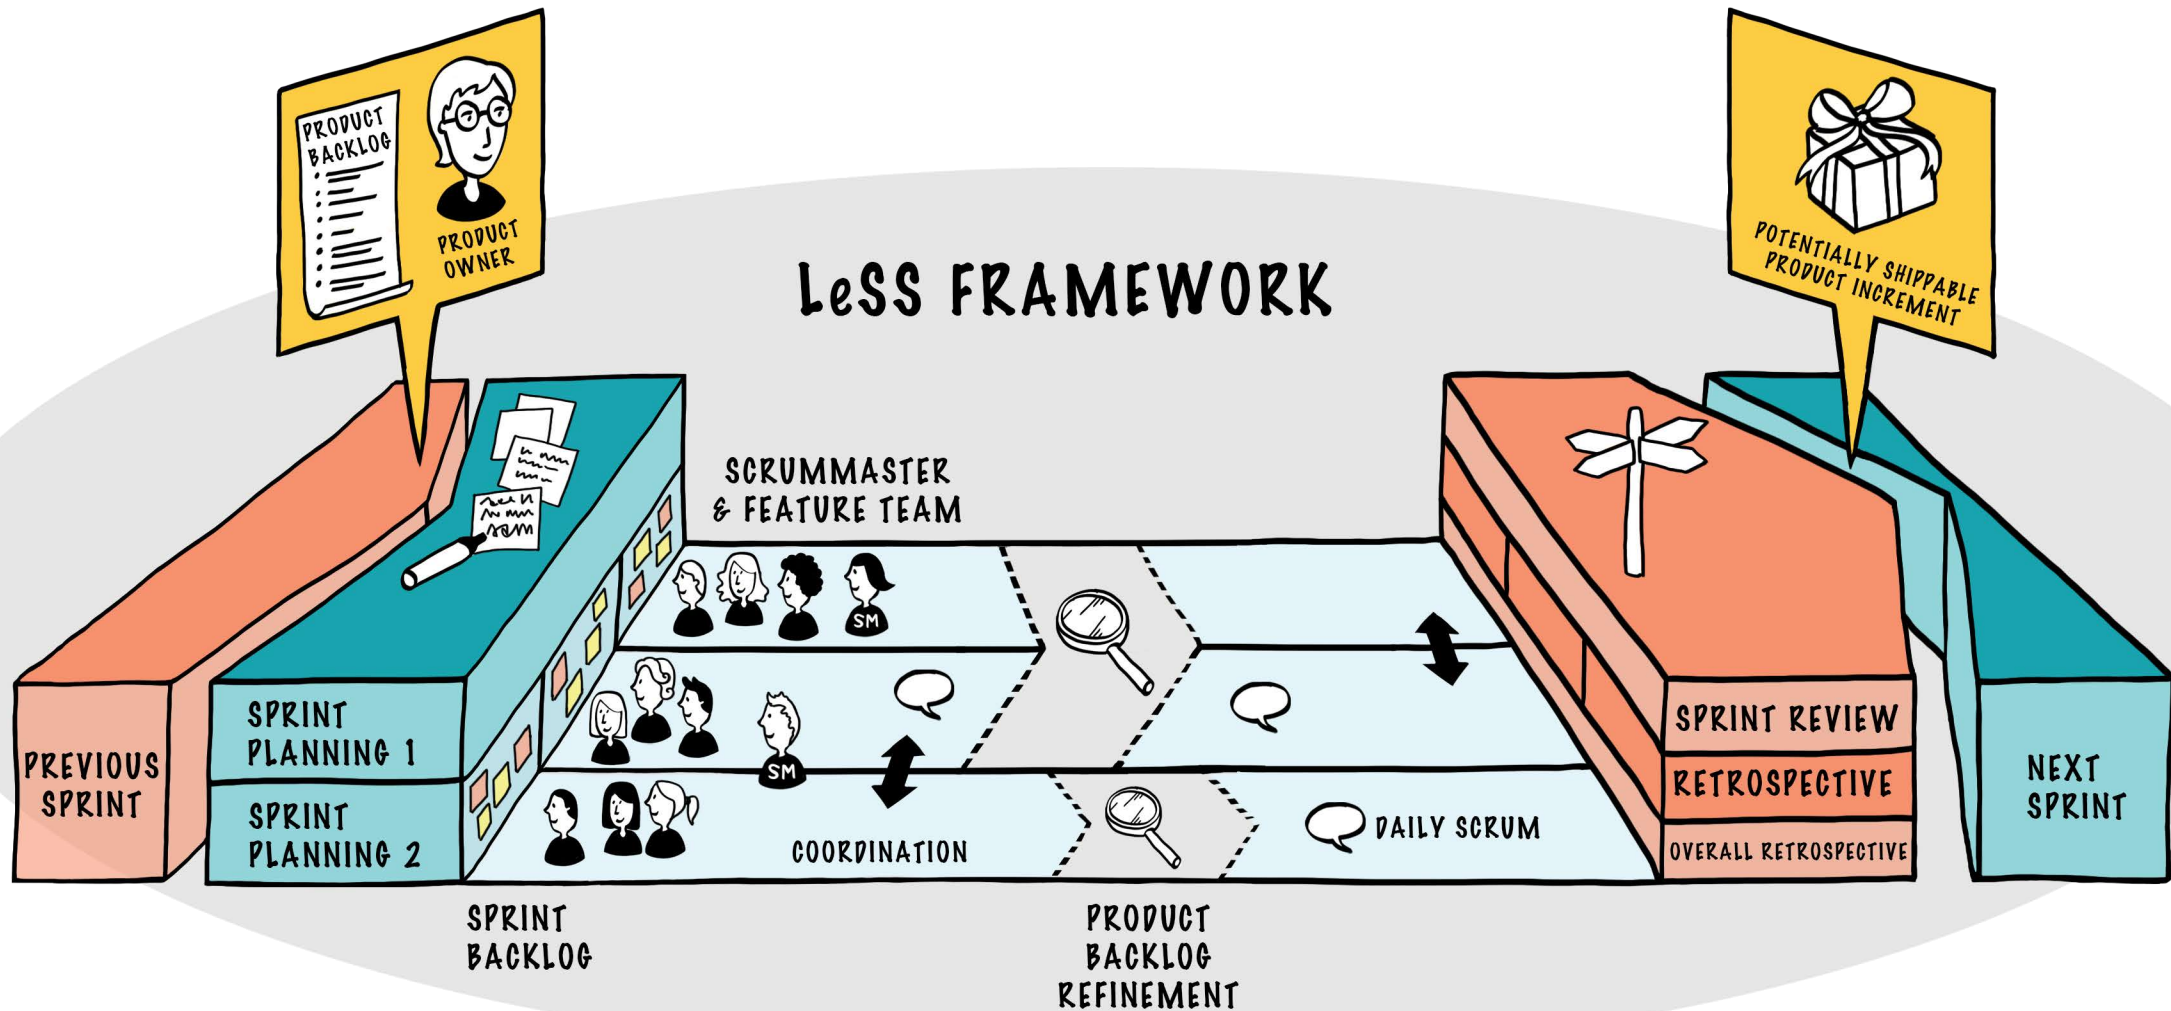 PRODUCT
BACKLOG
PRODUCT
OWNER
POTENTIALLY SHIPPABLE
PRODUCT INCREMENT
LeSS FRAMEWORK
SCRUMMASTER
& FEATURE TEAM
SM
SM
PREVIOUS
SPRINT
SPRINT
PLANNING 1
SPRINT
PLANNING 2
COORDINATION
DAILY SCRUM
SPRINT REVIEW
RETROSPECTIVE
OVERALL RETROSPECTIVE
NEXT
SPRINT
SPRINT
BACKLOG
PRODUCT
BACKLOG
REFINEMENT